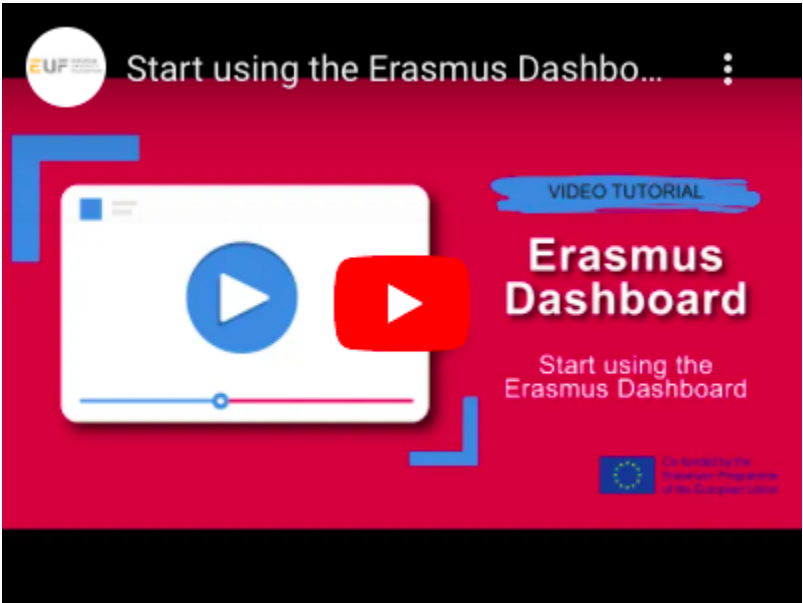 EUF
Start using the Erasmus Dashbo...
VIDEO TUTORIAL
Erasmus
Dashboard
Start using the
Erasmus Dashboard
Co-funded by the
Erasmus+ Programme
of the European Union